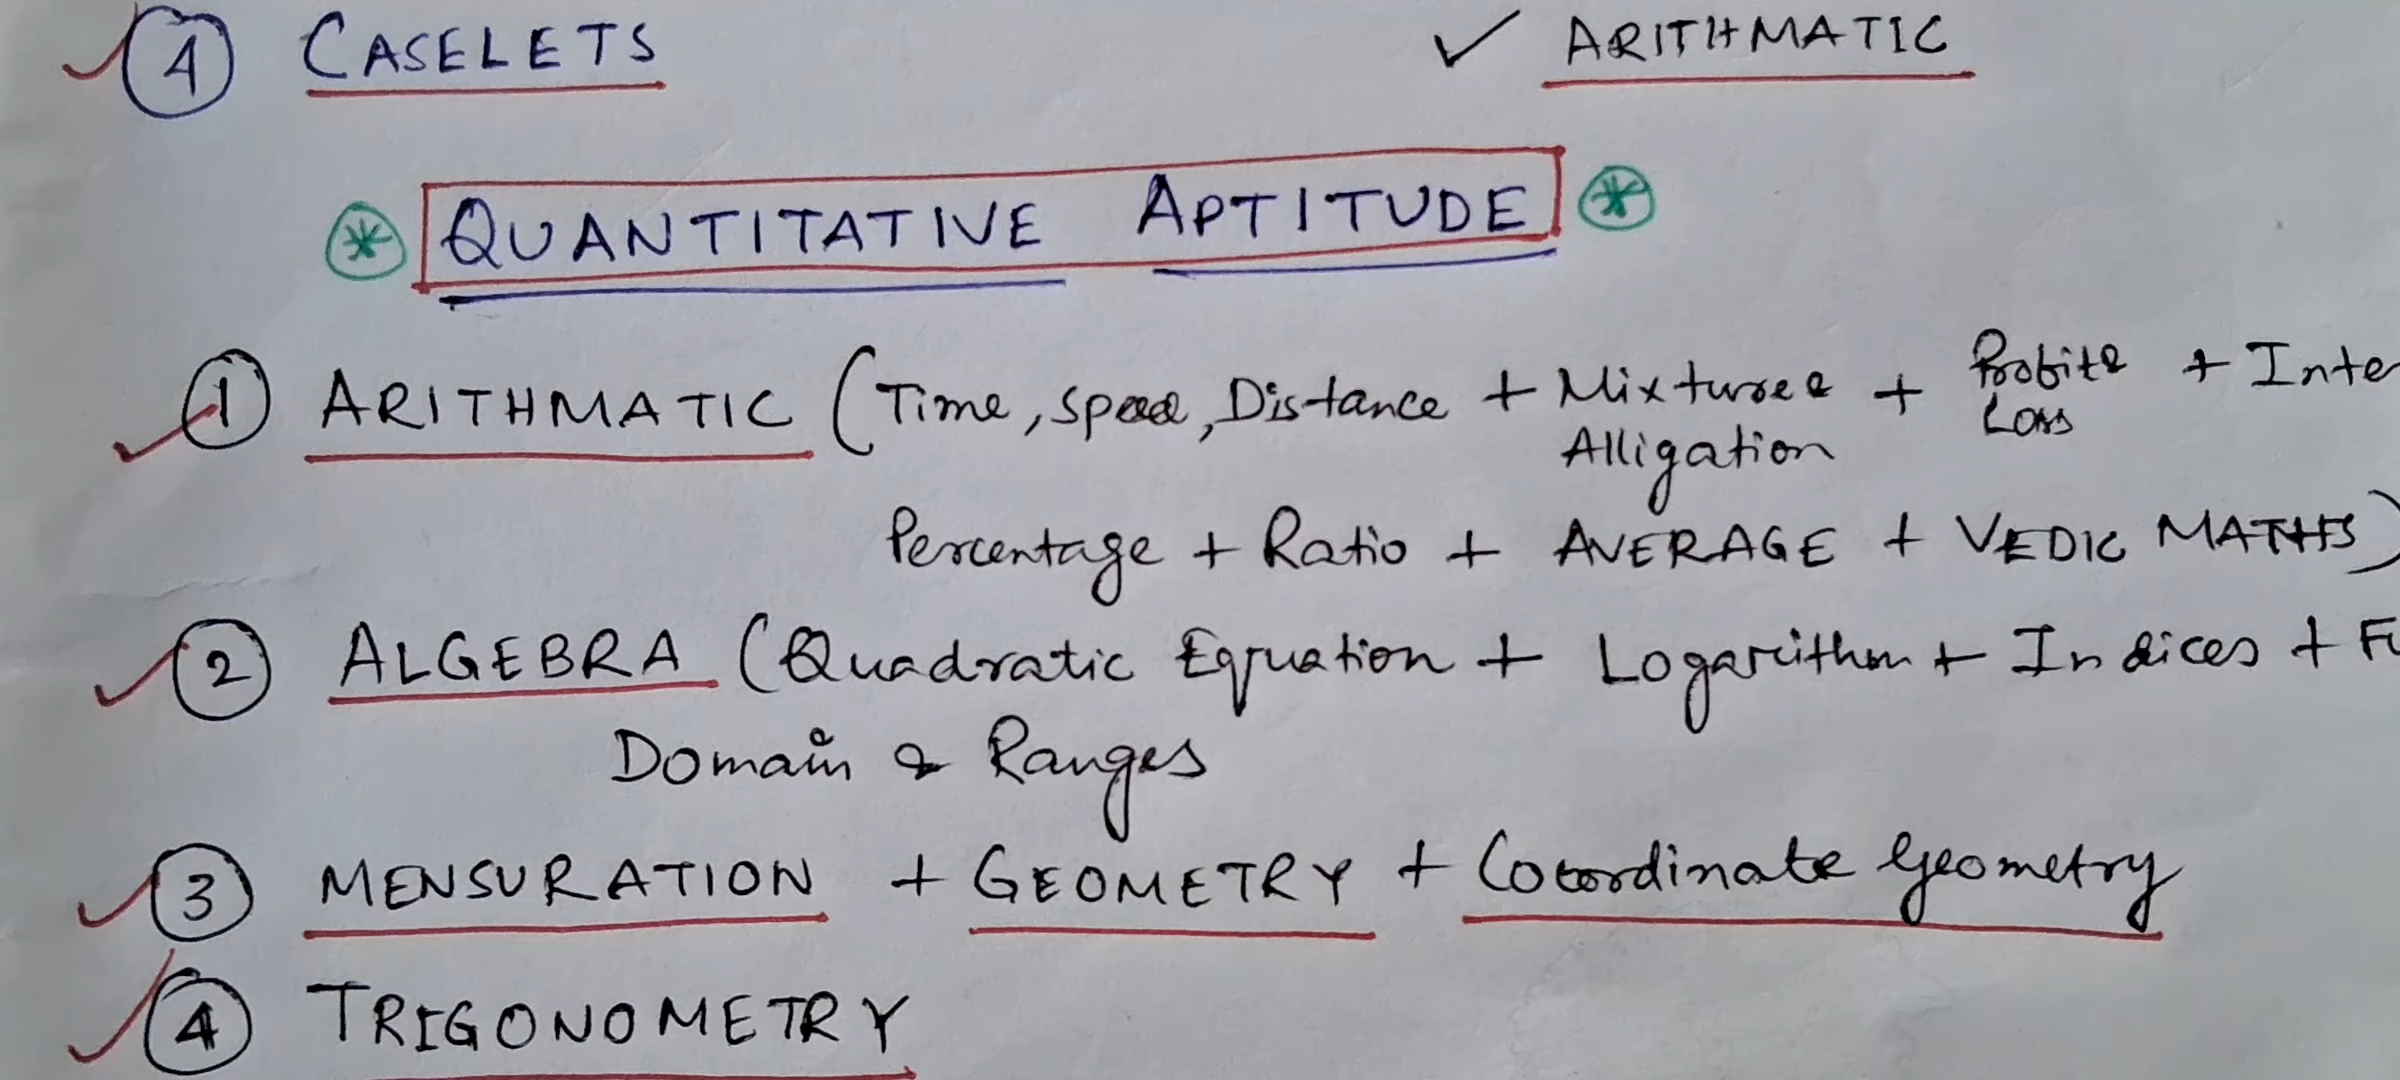 4 CASELETS ✓ ARITHMATIC
* QUANTITATIVE APTITUDE *
1 ARITHMATIC (Time, Speed, Distance + Mixture & + Profit & + Inte
Alligation Loss
Percentage + Ratio + AVERAGE + VEDIC MATHS)
2 ALGEBRA (Quadratic Equation + Logarithm + Indices + Fu
Domain & Ranges
3 MENSURATION + GEOMETRY + Coordinate Geometry
4 TRIGONOMETRY